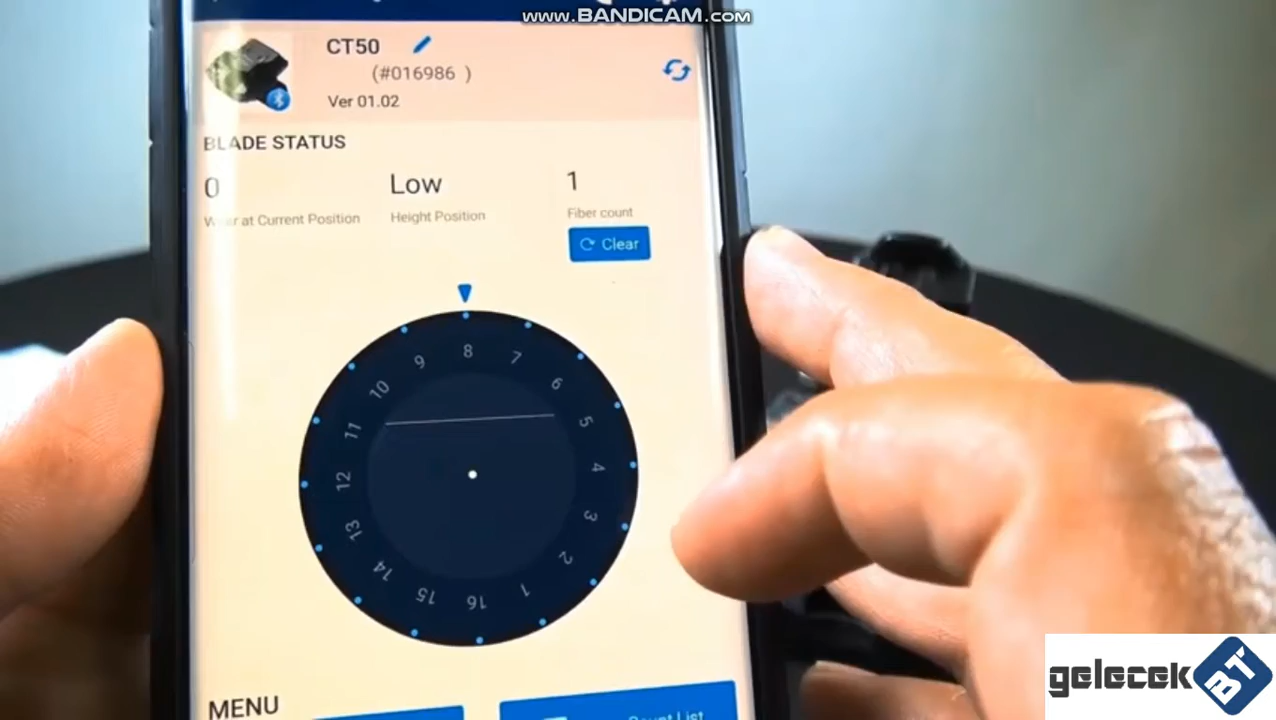 www.BANDICAM.com
CT50
(#016986 )
Ver 01.02
BLADE STATUS
0
Low
1
Wear at Current Position
Height Position
Fiber count
Clear
8
9
7
10
6
11
5
12
4
13
3
14
2
15
16
1
MENU
Count List
gelecek BT